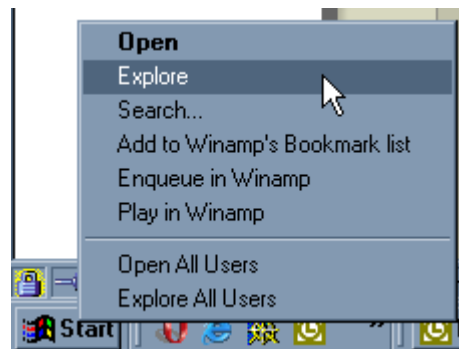 Open
Explore
Search...
Add to Winamp's Bookmark list
Enqueue in Winamp
Play in Winamp
Open All Users
Explore All Users
Start